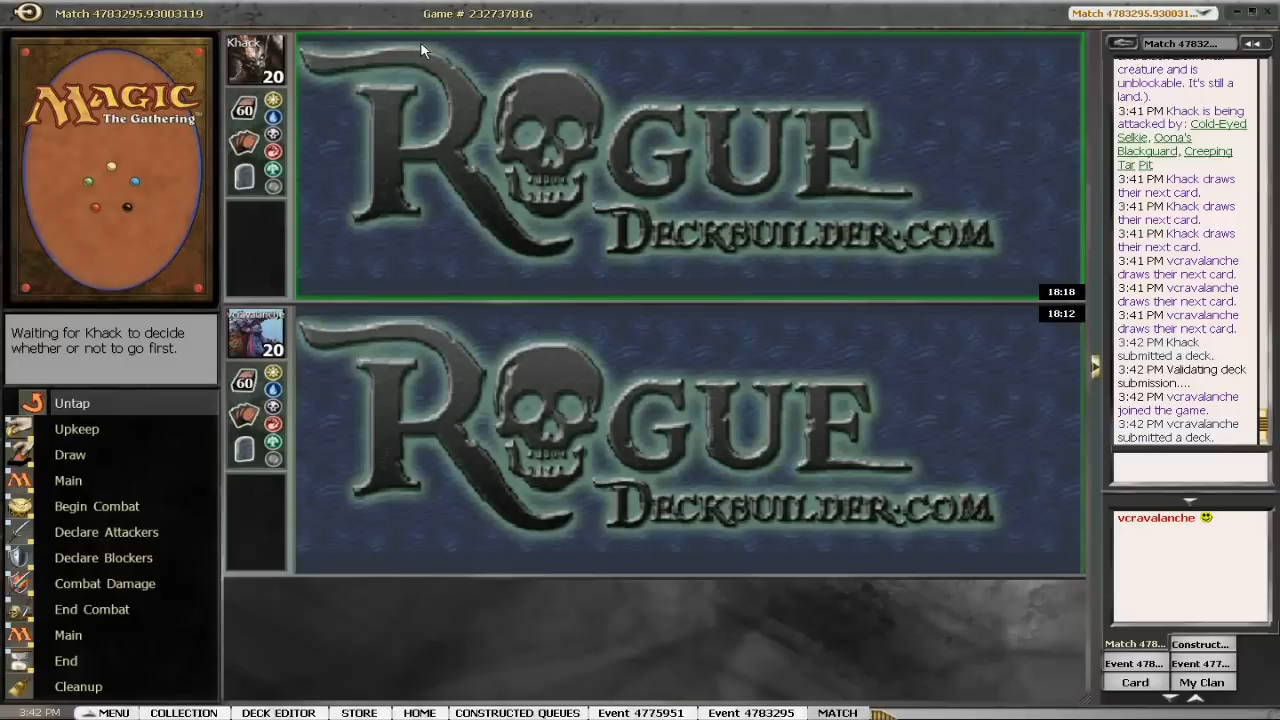 Match 4783295.93003119
Game # 232737816
Match 4783295.930031...
MAGIC
The Gathering
Khack
20
60
ROGUE
DECKBUILDER.COM
18:18
Waiting for Khack to decide
whether or not to go first.
vcravalanche
20
60
18:12
ROGUE
DECKBUILDER.COM
Untap
Upkeep
Draw
Main
Begin Combat
Declare Attackers
Declare Blockers
Combat Damage
End Combat
Main
End
Cleanup
Match 47832...
creature and is
unblockable. It's still a
land.).
3:41 PM Khack is being
attacked by: Cold-Eyed
Selkie, Oona's
Blackguard, Creeping
Tar Pit
3:41 PM Khack draws
their next card.
3:41 PM Khack draws
their next card.
3:41 PM Khack draws
their next card.
3:41 PM vcravalanche
draws their next card.
3:41 PM vcravalanche
draws their next card.
3:41 PM vcravalanche
draws their next card.
3:42 PM Khack
submitted a deck.
3:42 PM Validating deck
submission....
3:42 PM vcravalanche
joined the game.
3:42 PM vcravalanche
submitted a deck.
vcravalanche
Match 478...
Construct...
Event 478...
Event 477...
Card
My Clan
3:42 PM
MENU
COLLECTION
DECK EDITOR
STORE
HOME
CONSTRUCTED QUEUES
Event 4775951
Event 4783295
MATCH